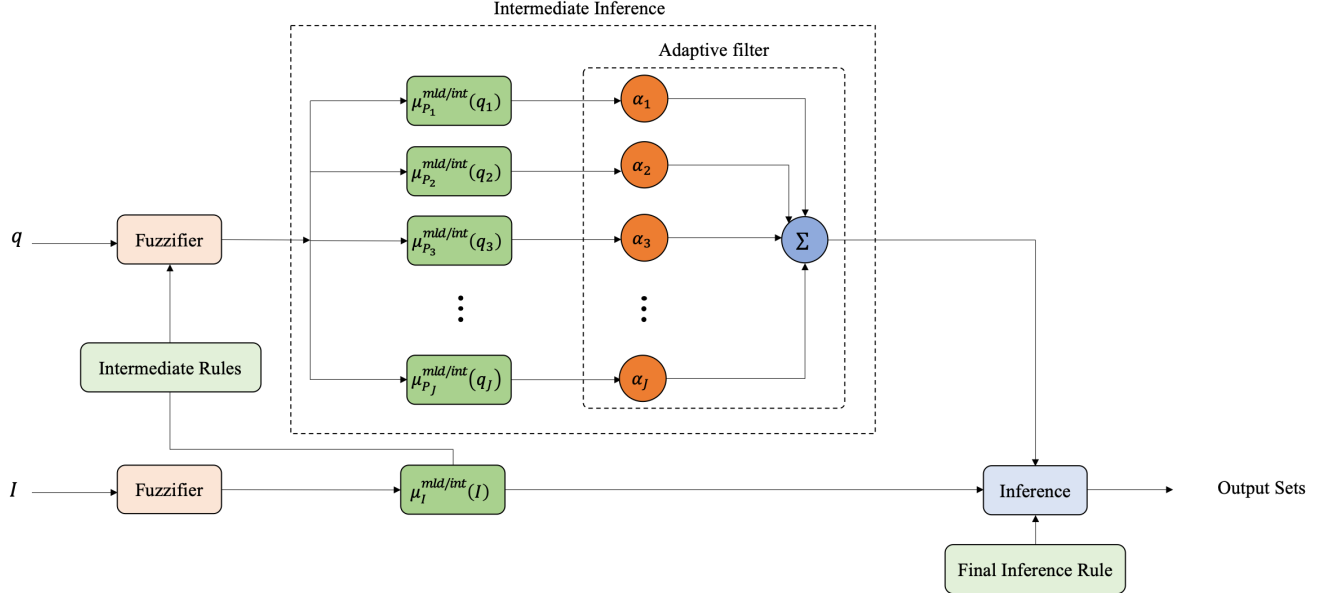 Intermediate Inference
Adaptive filter
μ_{P_1}^{mld/int}(q_1)
α_1
μ_{P_2}^{mld/int}(q_2)
α_2
q
Fuzzifier
μ_{P_3}^{mld/int}(q_3)
α_3
Σ
Intermediate Rules
μ_{P_J}^{mld/int}(q_J)
α_J
I
Fuzzifier
μ_I^{mld/int}(I)
Inference
Output Sets
Final Inference Rule